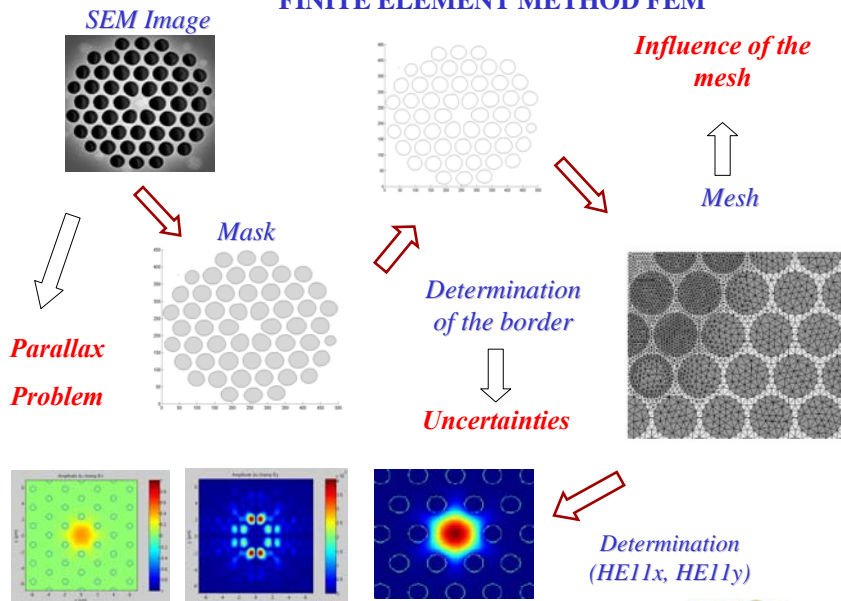 FINITE ELEMENT METHOD FEM
SEM Image
Influence of the
mesh
Mask
Mesh
Determination
of the border
Parallax
Problem
Uncertainties
Determination
(HE11x, HE11y)